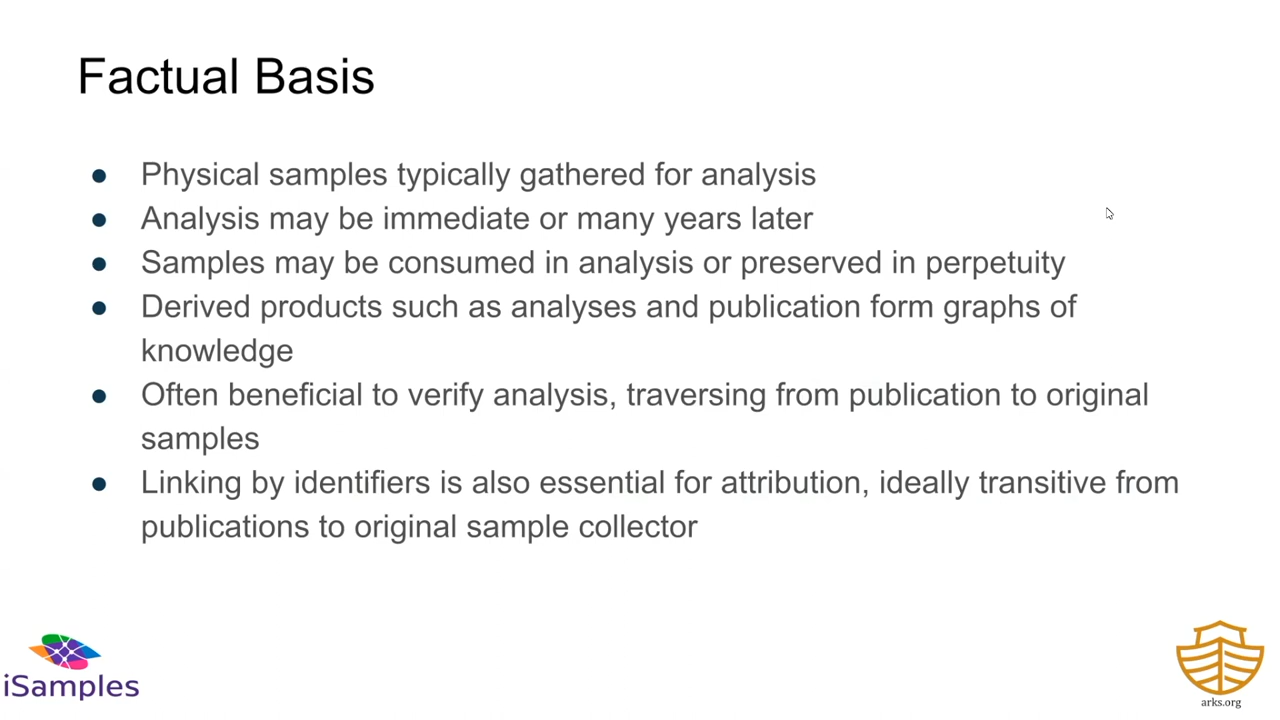 Factual Basis
● Physical samples typically gathered for analysis
● Analysis may be immediate or many years later
● Samples may be consumed in analysis or preserved in perpetuity
● Derived products such as analyses and publication form graphs of
knowledge
● Often beneficial to verify analysis, traversing from publication to original
samples
● Linking by identifiers is also essential for attribution, ideally transitive from
publications to original sample collector
iSamples
arks.org